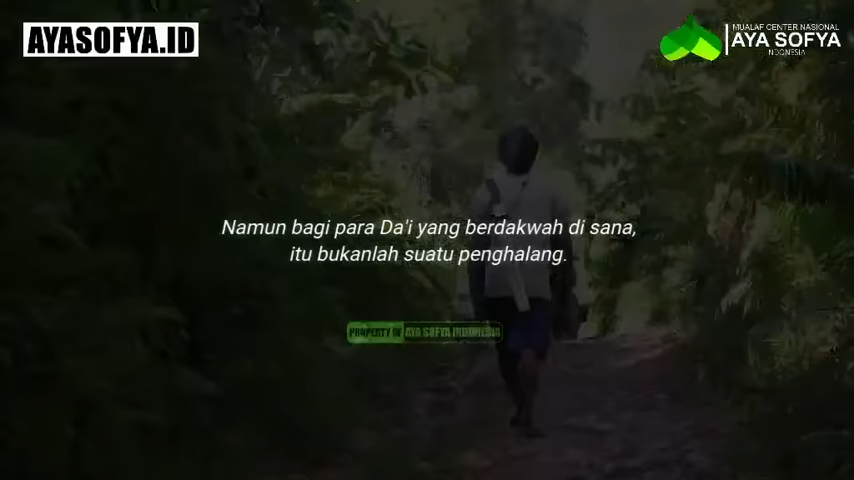 AYASOFYA.ID
MUALAF CENTER NASIONAL
AYA SOFYA
INDONESIA
Namun bagi para Da'i yang berdakwah di sana,
itu bukanlah suatu penghalang.
PROPERTY OF AYA SOFYA INDONESIA